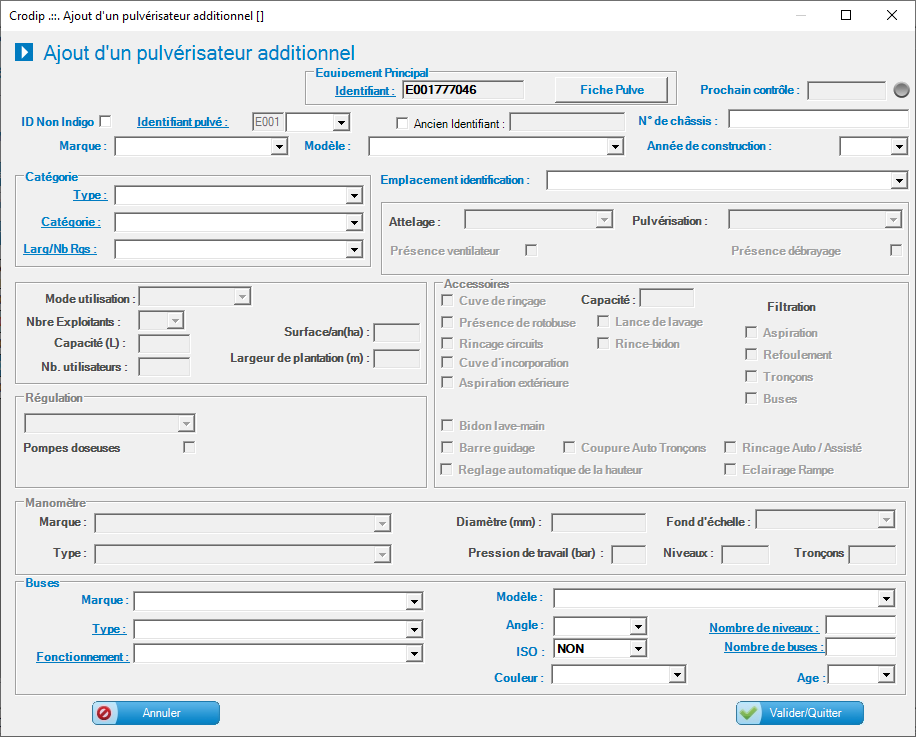 Crodip .::. Ajout d'un pulvérisateur additionnel []
Ajout d'un pulvérisateur additionnel
Equipement Principal
Identifiant : E001777046 Fiche Pulve Prochain contrôle :
ID Non Indigo Identifiant pulvé : E001 Ancien Identifiant : N° de châssis :
Marque : Modèle : Année de construction :
Catégorie
Emplacement identification :
Type :
Catégorie :
Larg/Nb Rgs :
Attelage : Pulvérisation :
Présence ventilateur Présence débrayage
Mode utilisation :
Nbre Exploitants :
Capacité (L) :
Nb. utilisateurs :
Surface/an(ha) :
Largeur de plantation (m) :
Accessoires
Cuve de rinçage Capacité :
Présence de rotobuse Lance de lavage
Rincage circuits Rince-bidon
Cuve d'incorporation
Aspiration extérieure
Filtration
Aspiration
Refoulement
Tronçons
Buses
Bidon lave-main
Barre guidage Coupure Auto Tronçons Rincage Auto / Assisté
Reglage automatique de la hauteur Eclairage Rampe
Régulation
Pompes doseuses
Manomètre
Marque : Diamètre (mm) : Fond d'échelle :
Type : Pression de travail (bar) : Niveaux : Tronçons
Buses
Marque : Modèle :
Type : Angle : Nombre de niveaux :
Fonctionnement : ISO : NON Nombre de buses :
Couleur : Age :
Annuler Valider/Quitter